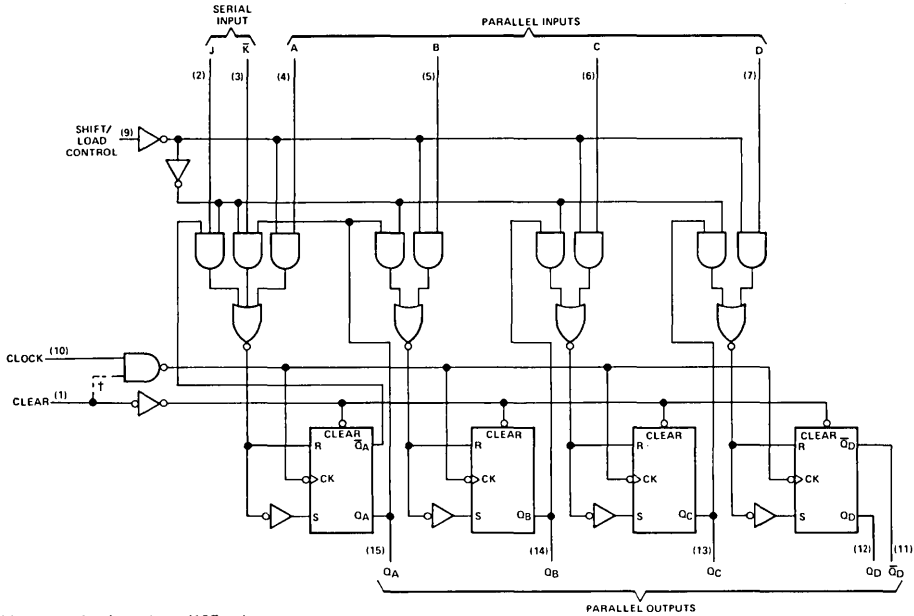 SERIAL
INPUT
PARALLEL INPUTS
J K̅ A B C D
(2) (3) (4) (5) (6) (7)
SHIFT/
LOAD
CONTROL
(9)
CLOCK (10)
†
CLEAR (1)
CLEAR CLEAR CLEAR CLEAR
R Q̅A R R R Q̅D
CK CK CK CK
S QA S QB S QC S QD
(15) (14) (13) (12) (11)
QA QB QC QD Q̅D
PARALLEL OUTPUTS